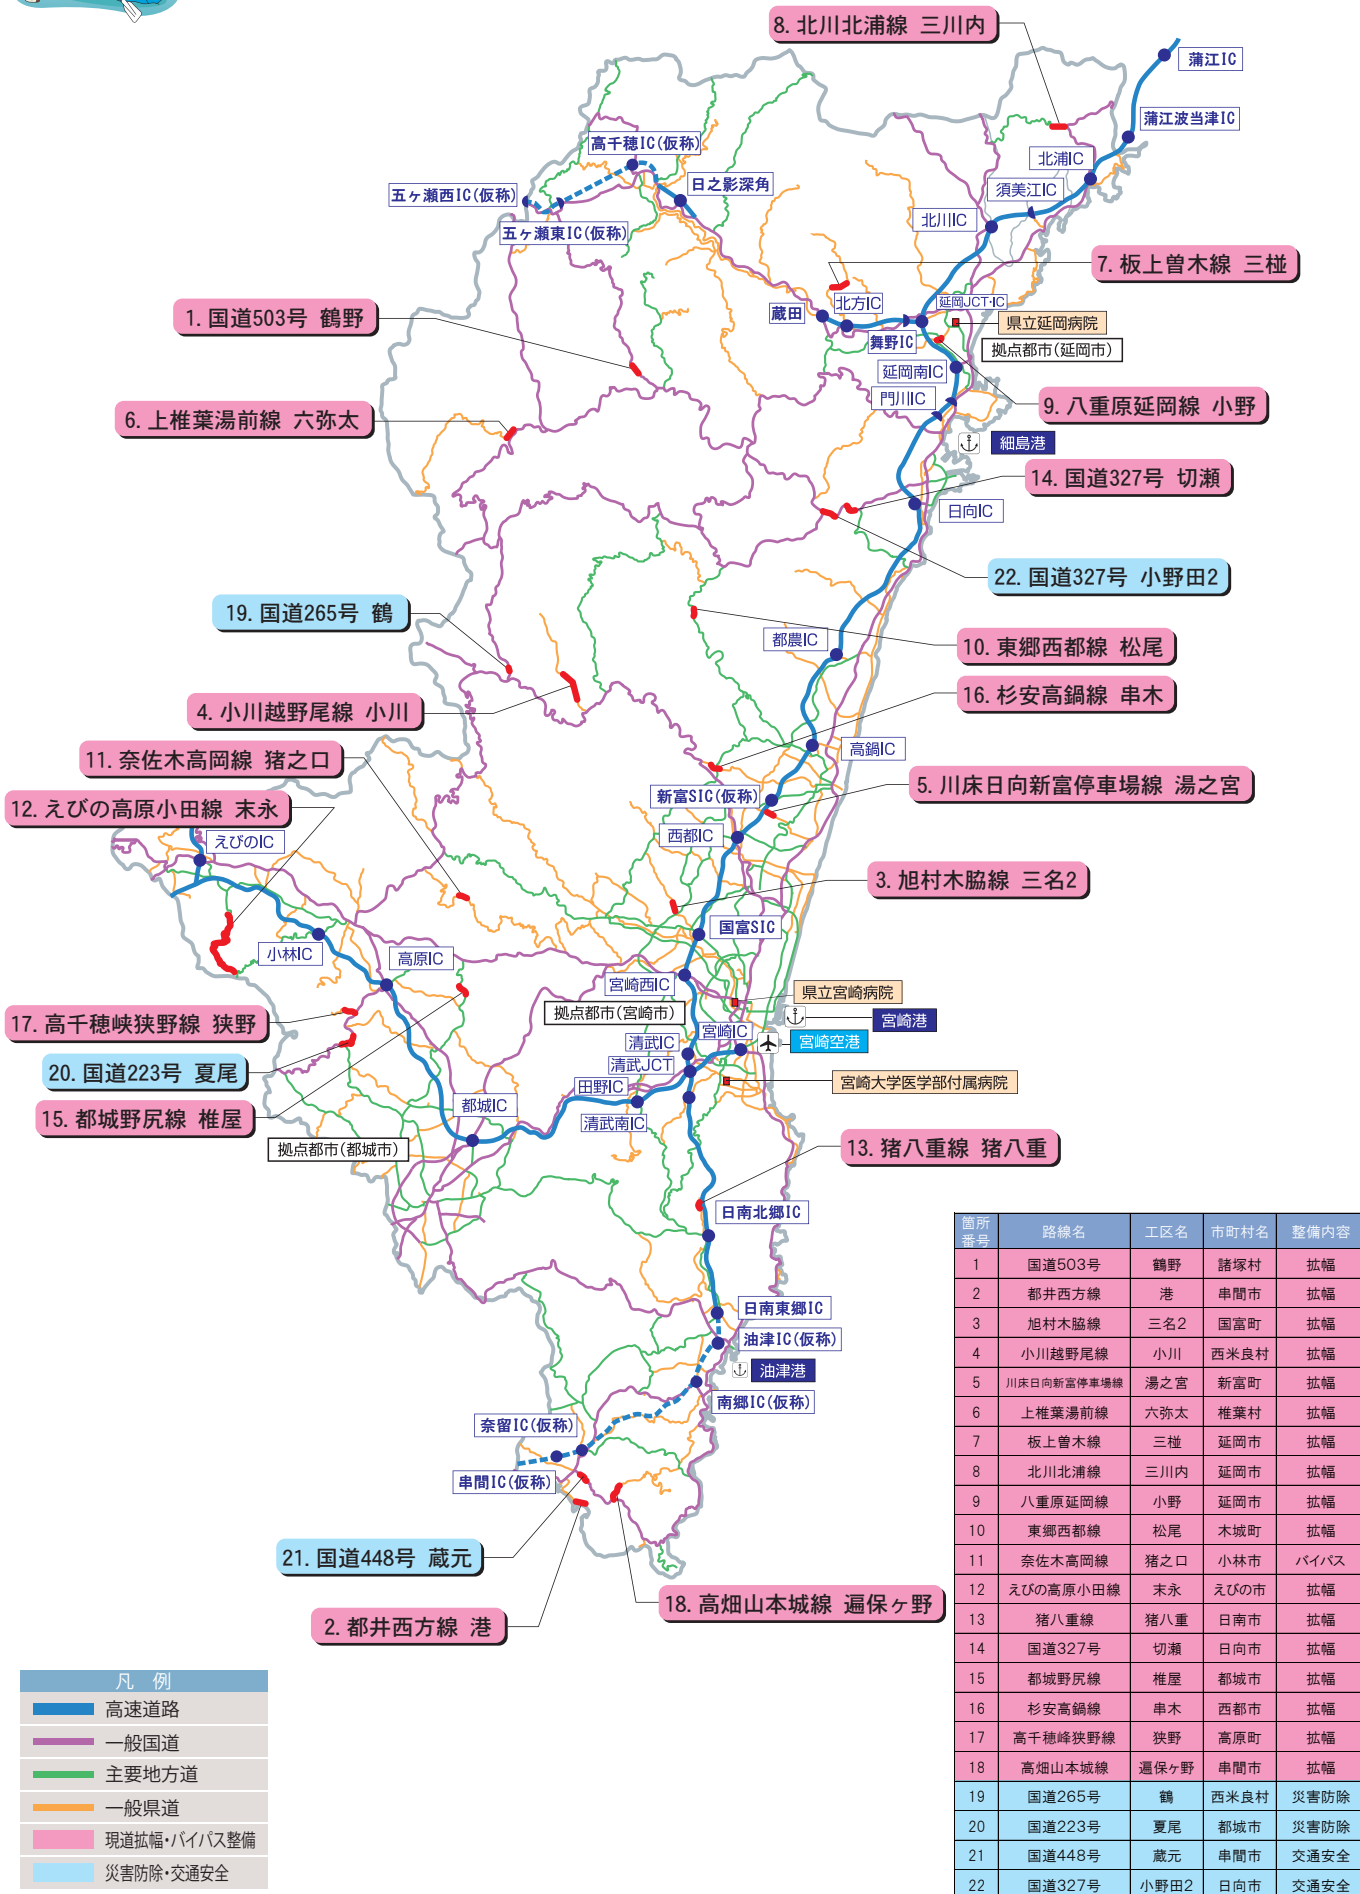 8. 北川北浦線 三川内
蒲江IC
蒲江波当津IC
高千穂IC(仮称)
北浦IC
日之影深角
須美江IC
五ヶ瀬西IC(仮称)
北川IC
五ヶ瀬東IC(仮称)
7. 板上曽木線 三椪
1. 国道503号 鶴野
蔵田
北方IC
延岡JCT・IC
県立延岡病院
舞野IC
拠点都市(延岡市)
延岡南IC
門川IC
9. 八重原延岡線 小野
6. 上椎葉湯前線 六弥太
細島港
14. 国道327号 切瀬
日向IC
22. 国道327号 小野田2
19. 国道265号 鶴
都農IC
10. 東郷西都線 松尾
16. 杉安高鍋線 串木
4. 小川越野尾線 小川
高鍋IC
11. 奈佐木高岡線 猪之口
5. 川床日向新富停車場線 湯之宮
新富SIC(仮称)
12. えびの高原小田線 末永
西都IC
えびのIC
3. 旭村木脇線 三名2
国富SIC
小林IC
高原IC
宮崎西IC
県立宮崎病院
拠点都市(宮崎市)
17. 高千穂峡狭野線 狭野
宮崎港
宮崎IC
清武IC
宮崎空港
清武JCT
20. 国道223号 夏尾
田野IC
宮崎大学医学部付属病院
15. 都城野尻線 椎屋
都城IC
清武南IC
拠点都市(都城市)
13. 猪八重線 猪八重
日南北郷IC
日南東郷IC
油津IC(仮称)
油津港
南郷IC(仮称)
奈留IC(仮称)
串間IC(仮称)
21. 国道448号 蔵元
18. 高畑山本城線 遍保ヶ野
2. 都井西方線 港
凡 例
高速道路
一般国道
主要地方道
一般県道
現道拡幅・バイパス整備
災害防除・交通安全
箇所番号 路線名 工区名 市町村名 整備内容
1 国道503号 鶴野 諸塚村 拡幅
2 都井西方線 港 串間市 拡幅
3 旭村木脇線 三名2 国富町 拡幅
4 小川越野尾線 小川 西米良村 拡幅
5 川床日向新富停車場線 湯之宮 新富町 拡幅
6 上椎葉湯前線 六弥太 椎葉村 拡幅
7 板上曽木線 三椪 延岡市 拡幅
8 北川北浦線 三川内 延岡市 拡幅
9 八重原延岡線 小野 延岡市 拡幅
10 東郷西都線 松尾 木城町 拡幅
11 奈佐木高岡線 猪之口 小林市 バイパス
12 えびの高原小田線 末永 えびの市 拡幅
13 猪八重線 猪八重 日南市 拡幅
14 国道327号 切瀬 日向市 拡幅
15 都城野尻線 椎屋 都城市 拡幅
16 杉安高鍋線 串木 西都市 拡幅
17 高千穂峰狭野線 狭野 高原町 拡幅
18 高畑山本城線 遍保ヶ野 串間市 拡幅
19 国道265号 鶴 西米良村 災害防除
20 国道223号 夏尾 都城市 災害防除
21 国道448号 蔵元 串間市 交通安全
22 国道327号 小野田2 日向市 交通安全